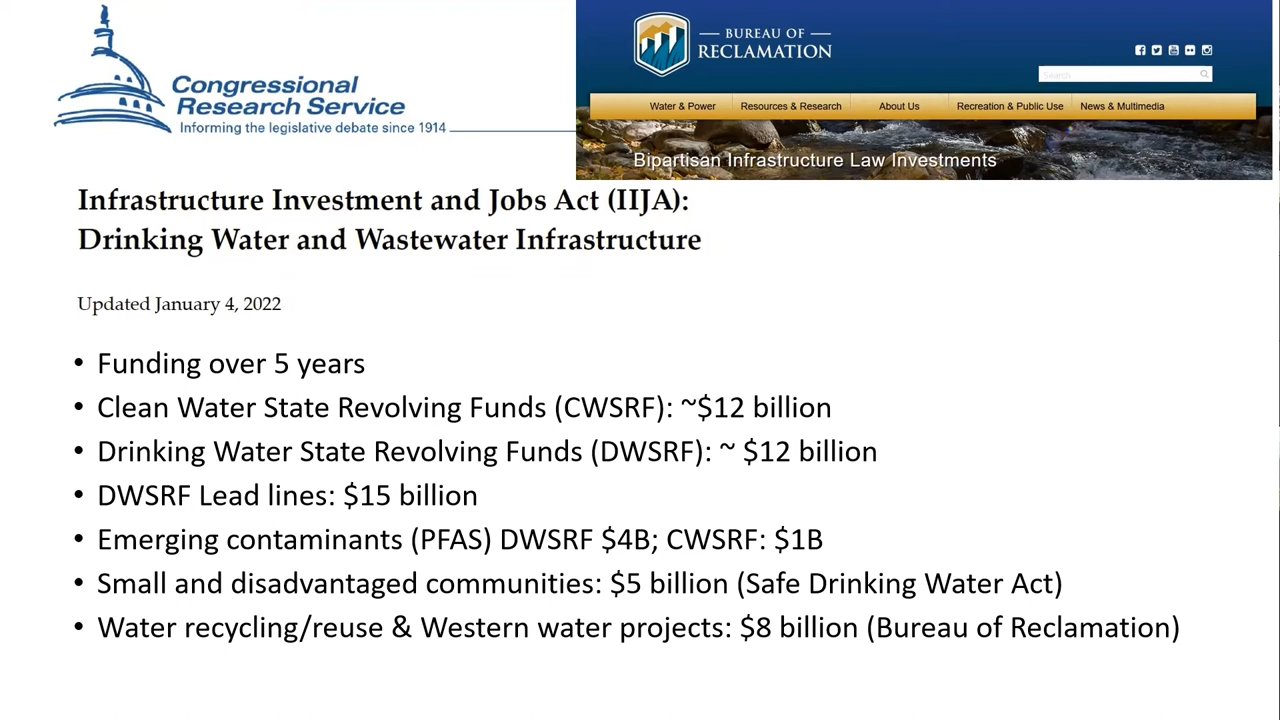 Congressional
Research Service
Informing the legislative debate since 1914
BUREAU OF
RECLAMATION
Search
Water & Power
Resources & Research
About Us
Recreation & Public Use
News & Multimedia
Bipartisan Infrastructure Law Investments
Infrastructure Investment and Jobs Act (IIJA):
Drinking Water and Wastewater Infrastructure
Updated January 4, 2022
• Funding over 5 years
• Clean Water State Revolving Funds (CWSRF): ~$12 billion
• Drinking Water State Revolving Funds (DWSRF): ~ $12 billion
• DWSRF Lead lines: $15 billion
• Emerging contaminants (PFAS) DWSRF $4B; CWSRF: $1B
• Small and disadvantaged communities: $5 billion (Safe Drinking Water Act)
• Water recycling/reuse & Western water projects: $8 billion (Bureau of Reclamation)